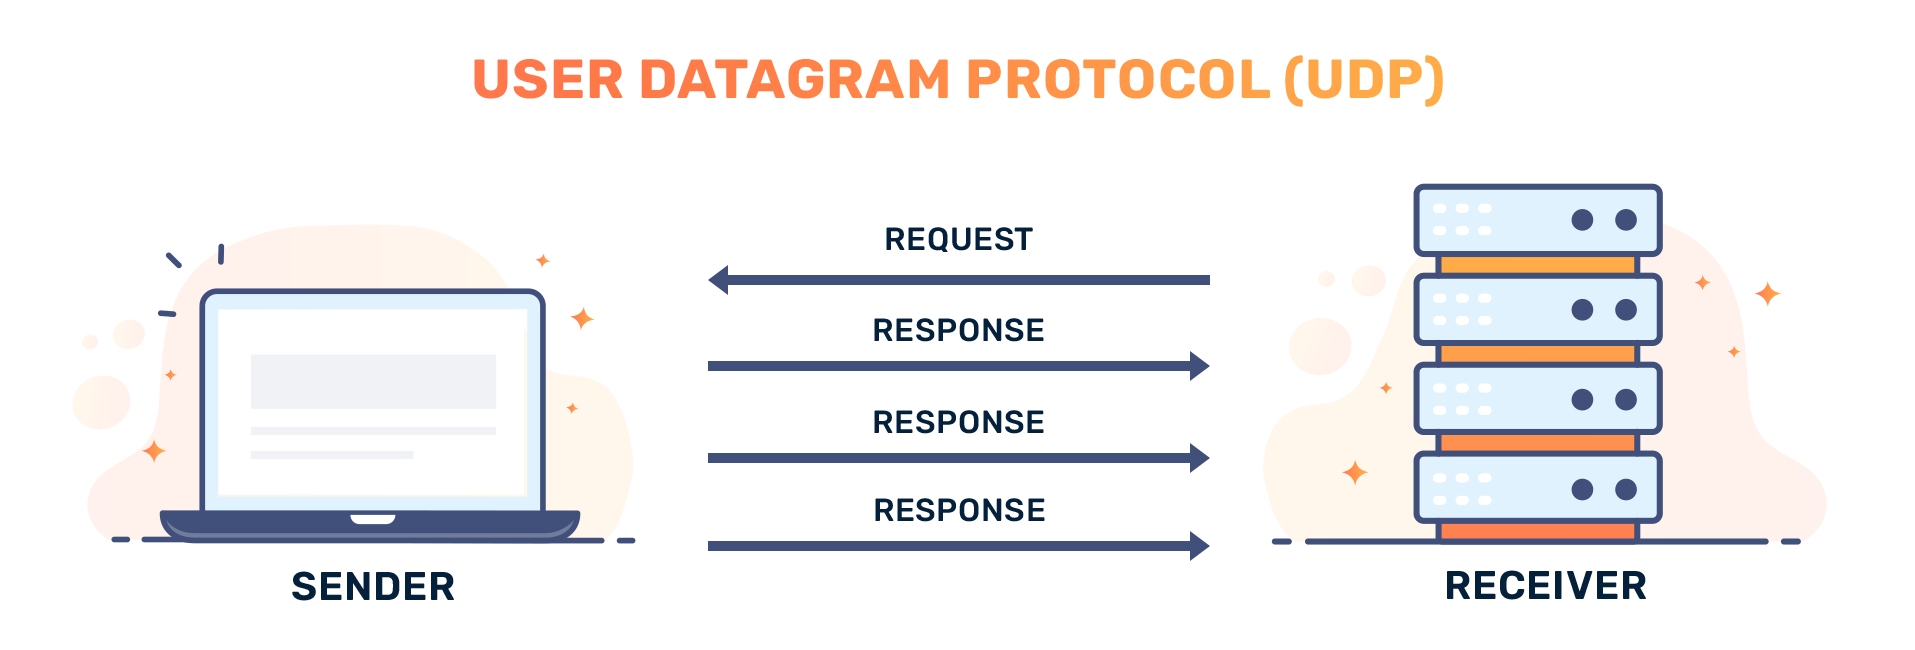 USER DATAGRAM PROTOCOL (UDP)
REQUEST
RESPONSE
RESPONSE
RESPONSE
SENDER
RECEIVER